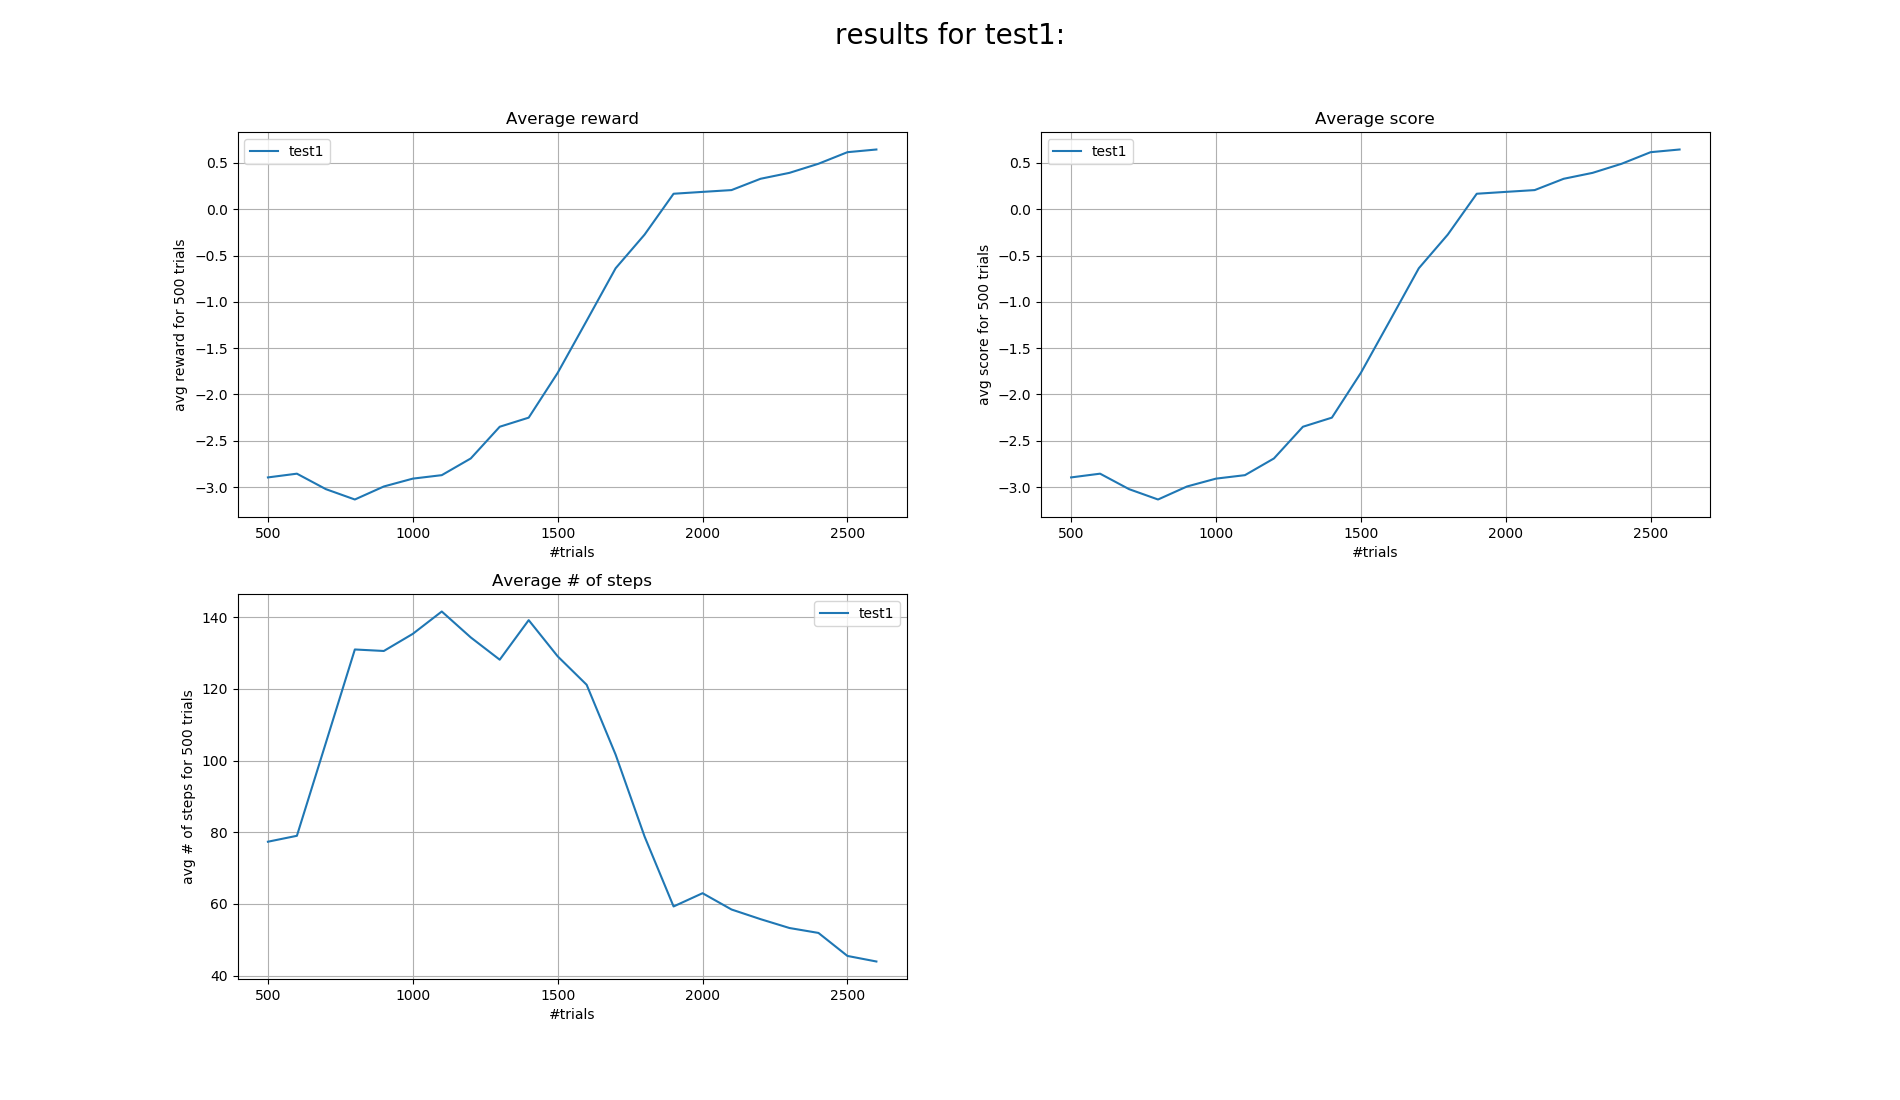 results for test1:
Average reward
test1
avg reward for 500 trials
0.5
0.0
−0.5
−1.0
−1.5
−2.0
−2.5
−3.0
500 1000 1500 2000 2500
#trials
Average score
test1
avg score for 500 trials
0.5
0.0
−0.5
−1.0
−1.5
−2.0
−2.5
−3.0
500 1000 1500 2000 2500
#trials
Average # of steps
test1
avg # of steps for 500 trials
140
120
100
80
60
40
500 1000 1500 2000 2500
#trials